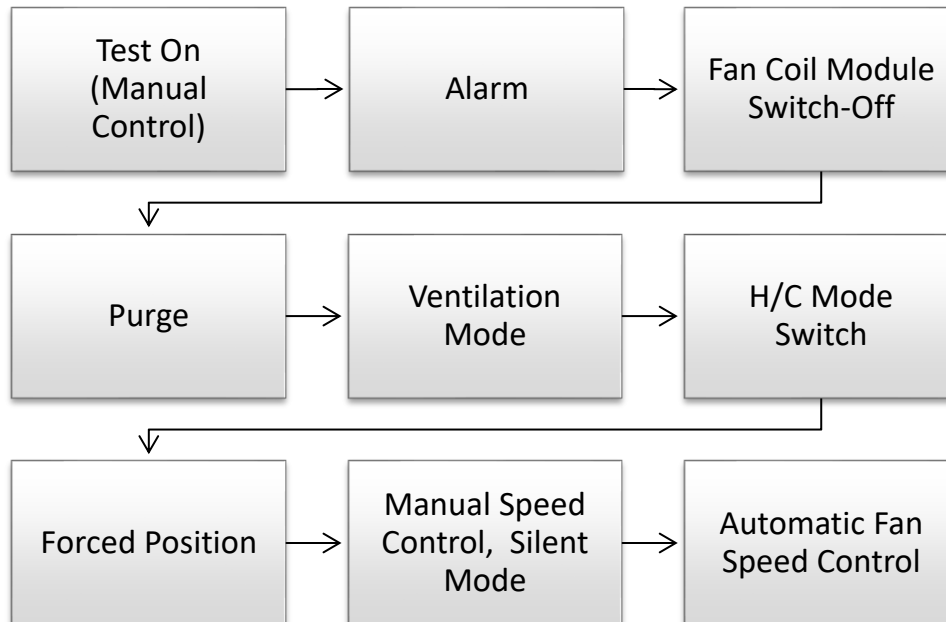 Test On
(Manual
Control)
Alarm
Fan Coil Module
Switch-Off
Purge
Ventilation
Mode
H/C Mode
Switch
Forced Position
Manual Speed
Control,  Silent
Mode
Automatic Fan
Speed Control